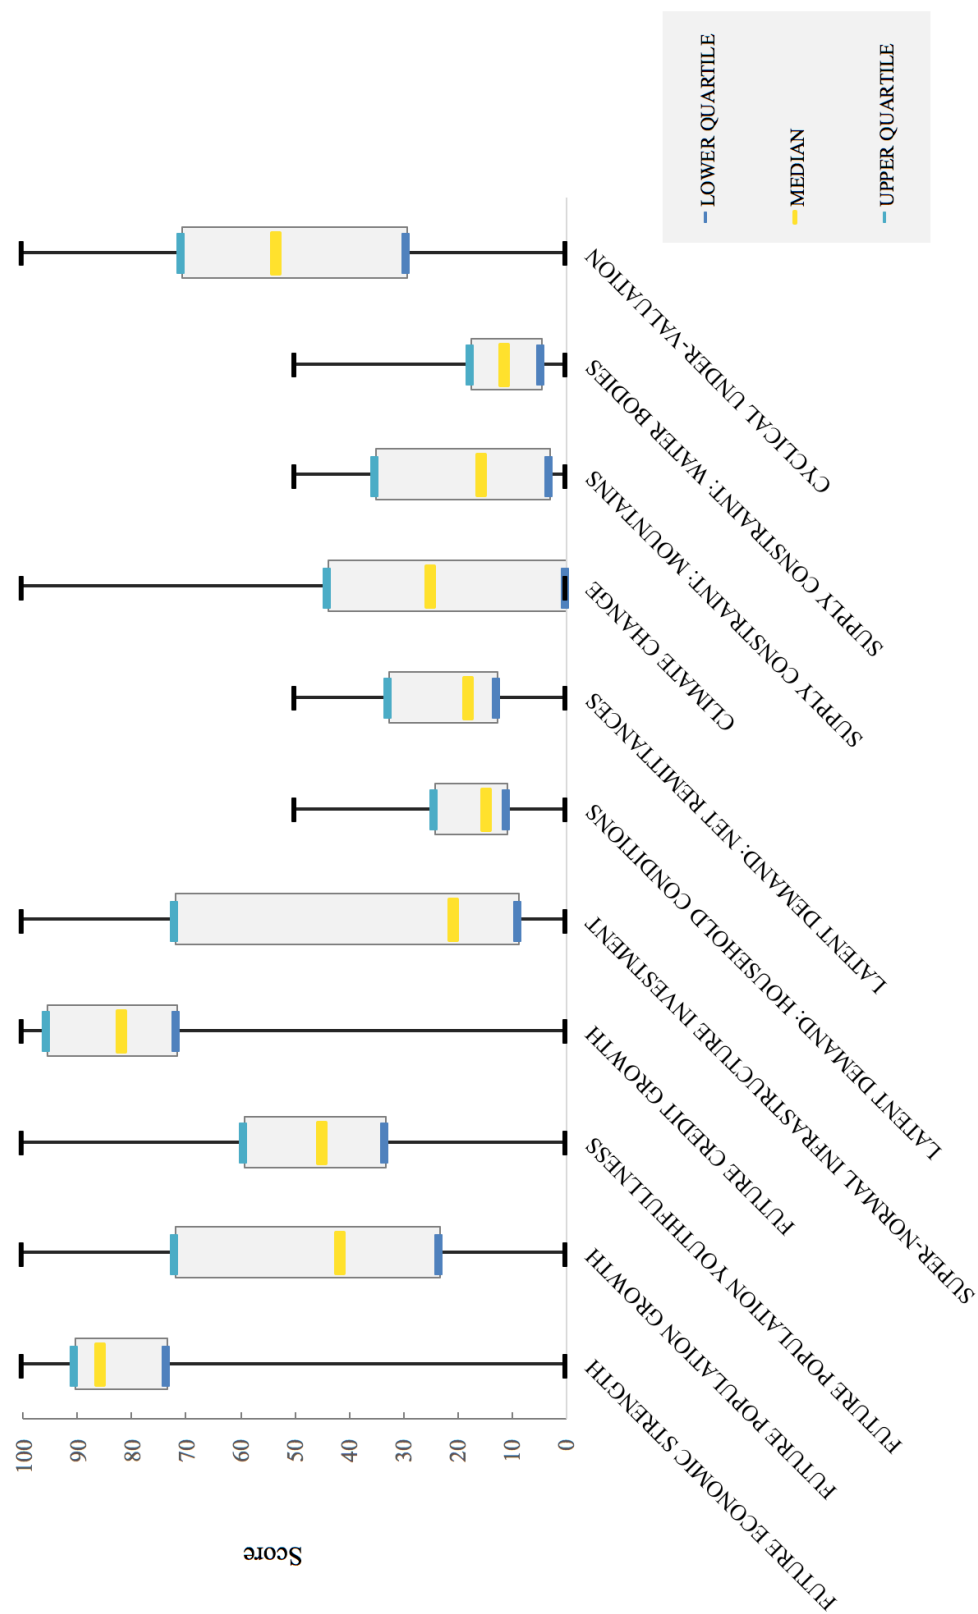 Score
100
90
80
70
60
50
40
30
20
10
0
FUTURE ECONOMIC STRENGTH
FUTURE POPULATION GROWTH
FUTURE POPULATION YOUTHFULLNESS
FUTURE CREDIT GROWTH
SUPER-NORMAL INFRASTRUCTURE INVESTMENT
LATENT DEMAND: HOUSEHOLD CONDITIONS
LATENT DEMAND: NET REMITTANCES
CLIMATE CHANGE
SUPPLY CONSTRAINT: MOUNTAINS
SUPPLY CONSTRAINT: WATER BODIES
CYCLICAL UNDER-VALUATION
LOWER QUARTILE
MEDIAN
UPPER QUARTILE